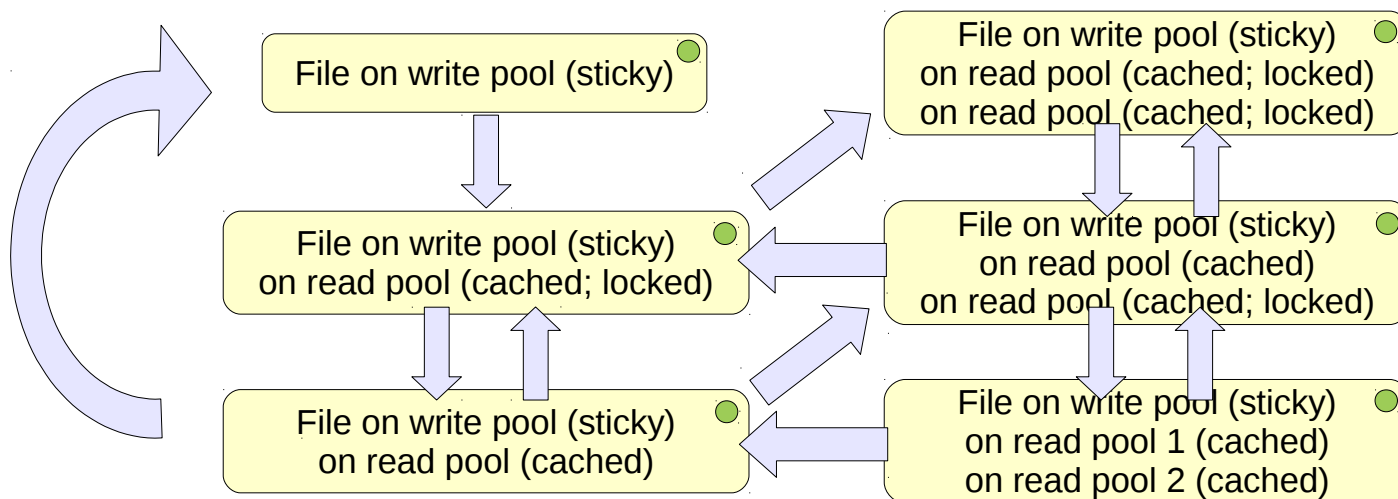 File on write pool (sticky)
File on write pool (sticky)
on read pool (cached; locked)
File on write pool (sticky)
on read pool (cached)
File on write pool (sticky)
on read pool (cached; locked)
on read pool (cached; locked)
File on write pool (sticky)
on read pool (cached)
on read pool (cached; locked)
File on write pool (sticky)
on read pool 1 (cached)
on read pool 2 (cached)